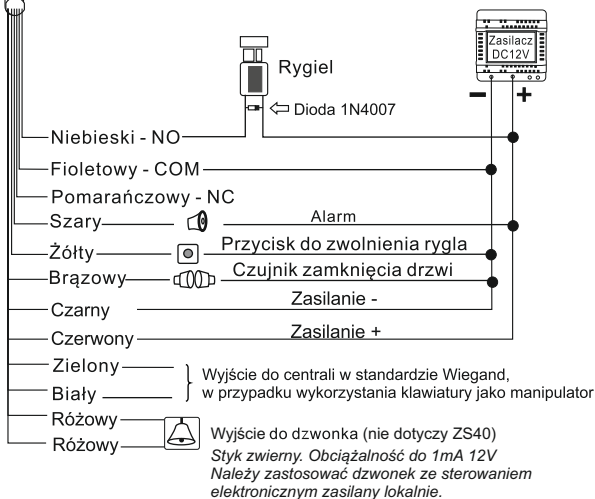 Zasilacz
DC12V
Rygiel
− +
Dioda 1N4007
Niebieski - NO
Fioletowy - COM
Pomarańczowy - NC
Szary Alarm
Żółty Przycisk do zwolnienia rygla
Brązowy Czujnik zamknięcia drzwi
Czarny Zasilanie -
Czerwony Zasilanie +
Zielony
Biały
Wyjście do centrali w standardzie Wiegand,
w przypadku wykorzystania klawiatury jako manipulator
Różowy
Różowy
Wyjście do dzwonka (nie dotyczy ZS40)
Styk zwierny. Obciążalność do 1mA 12V
Należy zastosować dzwonek ze sterowaniem
elektronicznym zasilany lokalnie.